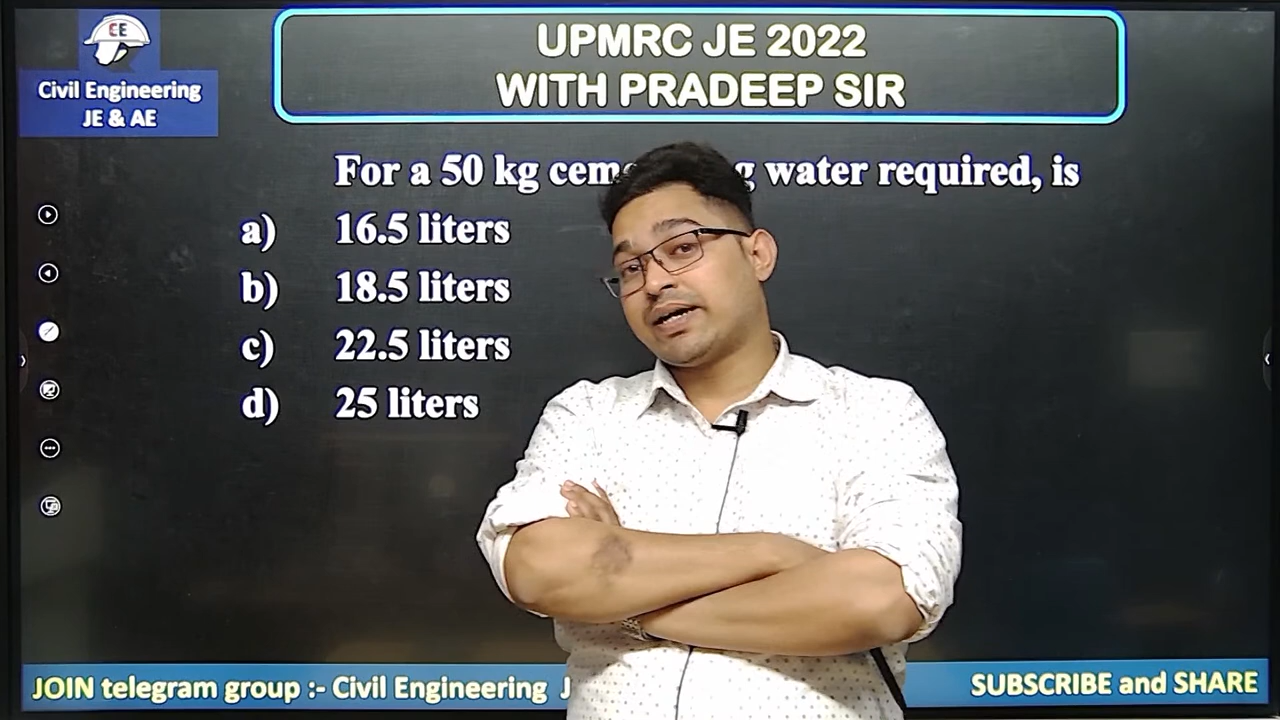 CE
Civil Engineering
JE & AE
UPMRC JE 2022
WITH PRADEEP SIR
For a 50 kg water required, is
a) 16.5 liters
b) 18.5 liters
c) 22.5 liters
d) 25 liters
JOIN telegram group :- Civil Engineering
SUBSCRIBE and SHARE